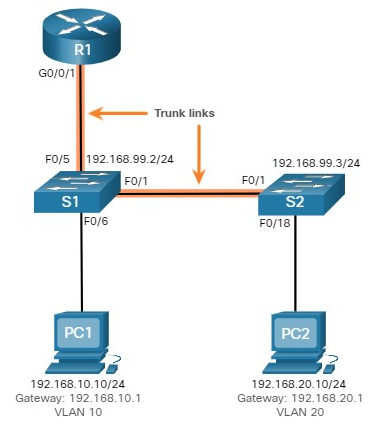 R1
G0/0/1
Trunk links
F0/5
192.168.99.2/24
192.168.99.3/24
F0/1
F0/1
S1
S2
F0/6
F0/18
PC1
PC2
192.168.10.10/24
Gateway: 192.168.10.1
VLAN 10
192.168.20.10/24
Gateway: 192.168.20.1
VLAN 20